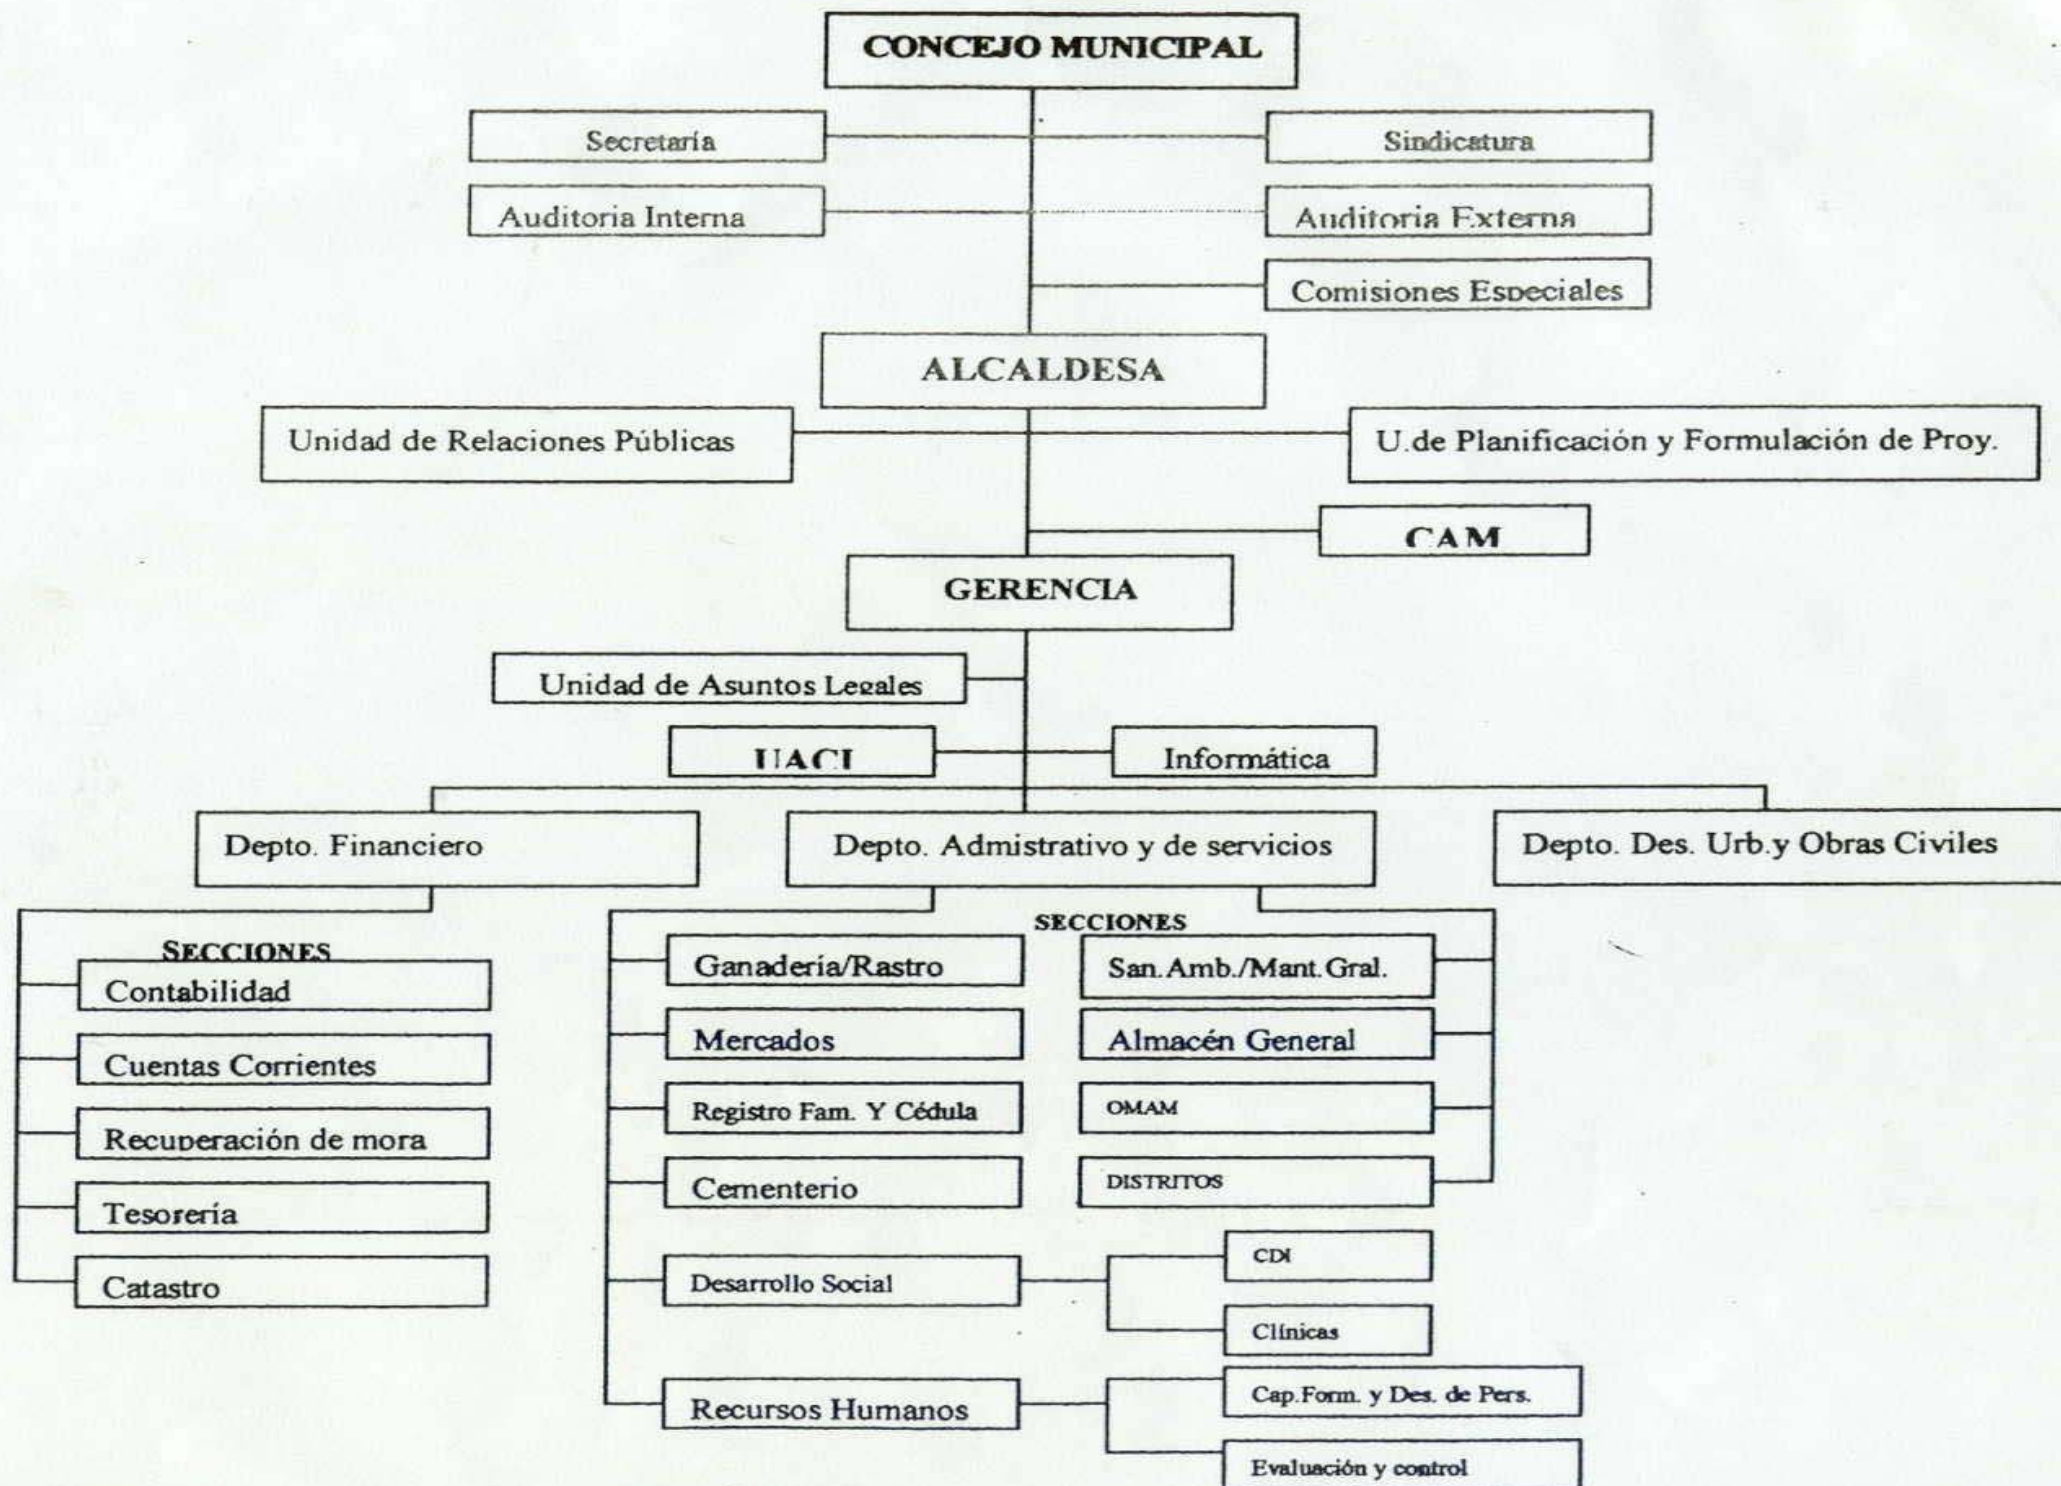 CONCEJO MUNICIPAL
Secretaría
Sindicatura
Auditoria Interna
Auditoria Externa
Comisiones Especiales
ALCALDESA
Unidad de Relaciones Públicas
U.de Planificación y Formulación de Proy.
CAM
GERENCIA
Unidad de Asuntos Legales
UACI
Informática
Depto. Financiero
Depto. Admistrativo y de servicios
Depto. Des. Urb.y Obras Civiles
SECCIONES
Contabilidad
Cuentas Corrientes
Recuperación de mora
Tesorería
Catastro
SECCIONES
Ganadería/Rastro
San.Amb./Mant.Gral.
Mercados
Almacén General
Registro Fam. Y Cédula
OMAM
Cementerio
DISTRITOS
Desarrollo Social
CDI
Clínicas
Recursos Humanos
Cap.Form. y Des. de Pers.
Evaluación y control